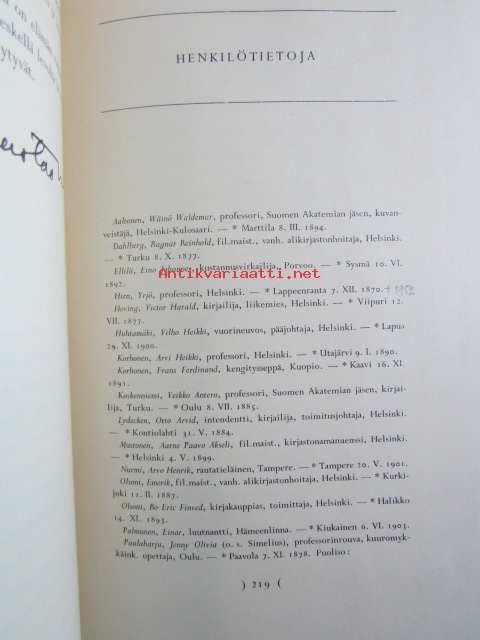 on
eskellä
ytyvät.
HENKILÖTIETOJA
Aaltonen, Wäinö Waldemar, professori, Suomen Akatemian jäsen, kuvan-
veistäjä, Helsinki-Kulosaari. — * Marttila 8. III. 1894.
Dahlberg, Ragnar Reinhold, fil.maist., vanh. alikirjastonhoitaja, Helsinki.
— * Turku 8. X. 1877.
Ellilä, Eino Johannes, kustannusvirkailija, Porvoo. — * Sysmä 10. VI.
1892.
Antikvariaatti.net
Hirn, Yrjö, professori, Helsinki. — * Lappeenranta 7. XII. 1870. + 1952
Hoving, Victor Harald, kirjailija, liikemies, Helsinki. — * Viipuri 12.
VII. 1877.
Huhtamäki, Vilho Heikki, vuorineuvos, pääjohtaja, Helsinki. — * Lapua
29. XI. 1900.
Korhonen, Arvi Heikki, professori, Helsinki. — * Utajärvi 9. I. 1890.
Korhonen, Frans Ferdinand, kengitysseppä, Kuopio. — * Kaavi 16. XI.
1891.
Koskenniemi, Veikko Antero, professori, Suomen Akatemian jäsen, kirjai-
lija, Turku. — * Oulu 8. VII. 1885.
Lydecken, Otto Arvid, intendentti, kirjailija, toimitusjohtaja, Helsinki.
— * Kontiolahti 31. V. 1884.
Mustonen, Aarne Paavo Akseli, fil.maist., kirjastonamanuenssi, Helsinki.
— * Helsinki 4. V. 1899.
Nurmi, Arvo Henrik, rautatieläinen, Tampere. — * Tampere 20. V. 1901.
Olsoni, Emerik, fil.maist., vanh. alikirjastonhoitaja, Helsinki. — * Kurki-
joki 11. II. 1887.
Olsoni, Bo Eric Finved, kirjakauppias, toimittaja, Helsinki. — * Halikko
14. XI. 1893.
Palmunen, Einar, luutnantti, Hämeenlinna. — * Kiukainen 6. VI. 1903.
Paulaharju, Jenny Olivia (o. s. Simelius), professorinrouva, kuuromyk-
käink. opettaja, Oulu. — * Paavola 7. XI. 1878. Puoliso:
) 219 (